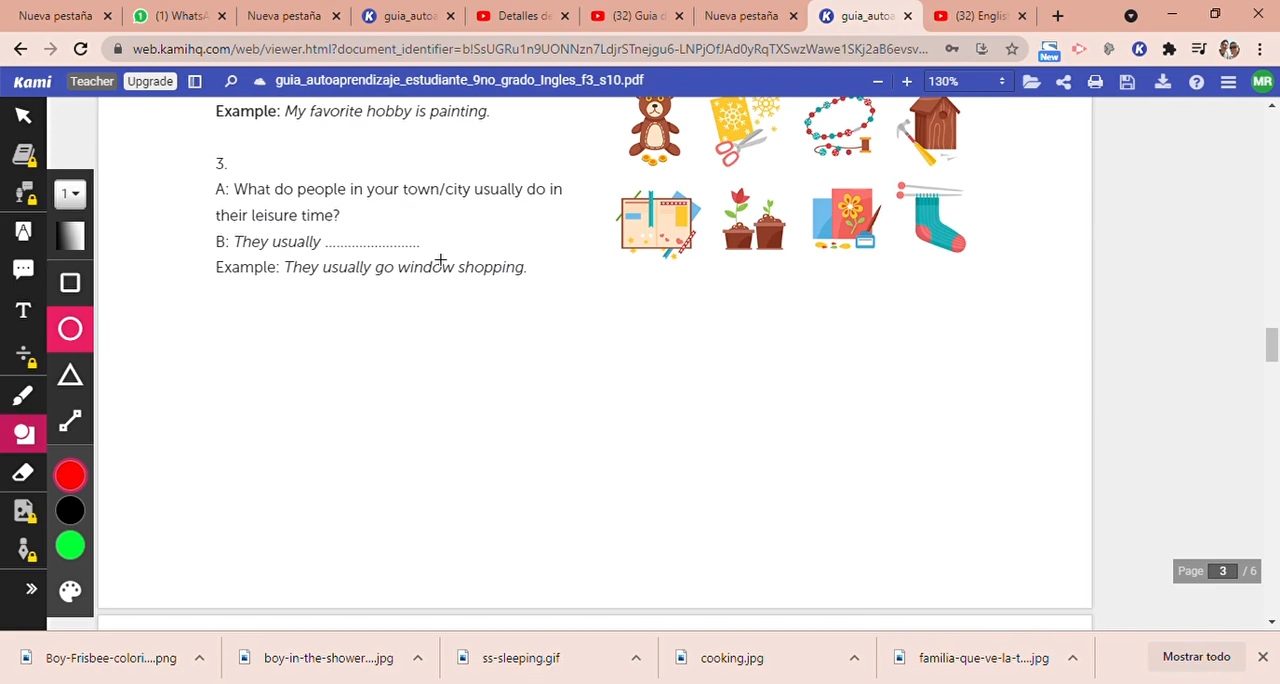 Nueva pestaña
(1) WhatsA
Nueva pestaña
guia_autoa
Detalles de
(32) Guia d
Nueva pestaña
guia_autoa
(32) Englis
web.kamihq.com/web/viewer.html?document_identifier=blSsUGRu1n9UONNzn7LdjrSTnejgu6-LNPjOfJAd0yRqTXSwzWawe1SKj2aB6evsv...
New
Kami Teacher Upgrade
guia_autoaprendizaje_estudiante_9no_grado_Ingles_f3_s10.pdf
130%
MR
Example: My favorite hobby is painting.
3.
A: What do people in your town/city usually do in
their leisure time?
B: They usually ........................
Example: They usually go window shopping.
1
T
Page 3 / 6
Boy-Frisbee-colori....png
boy-in-the-shower....jpg
ss-sleeping.gif
cooking.jpg
familia-que-ve-la-t....jpg
Mostrar todo